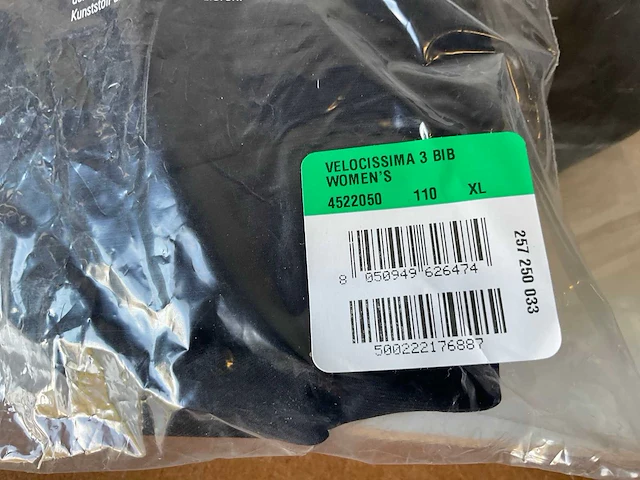 Kunststoff
VELOCISSIMA 3 BIB
WOMEN'S
4522050 110 XL
8 050949 626474
500222176887
257 250 033